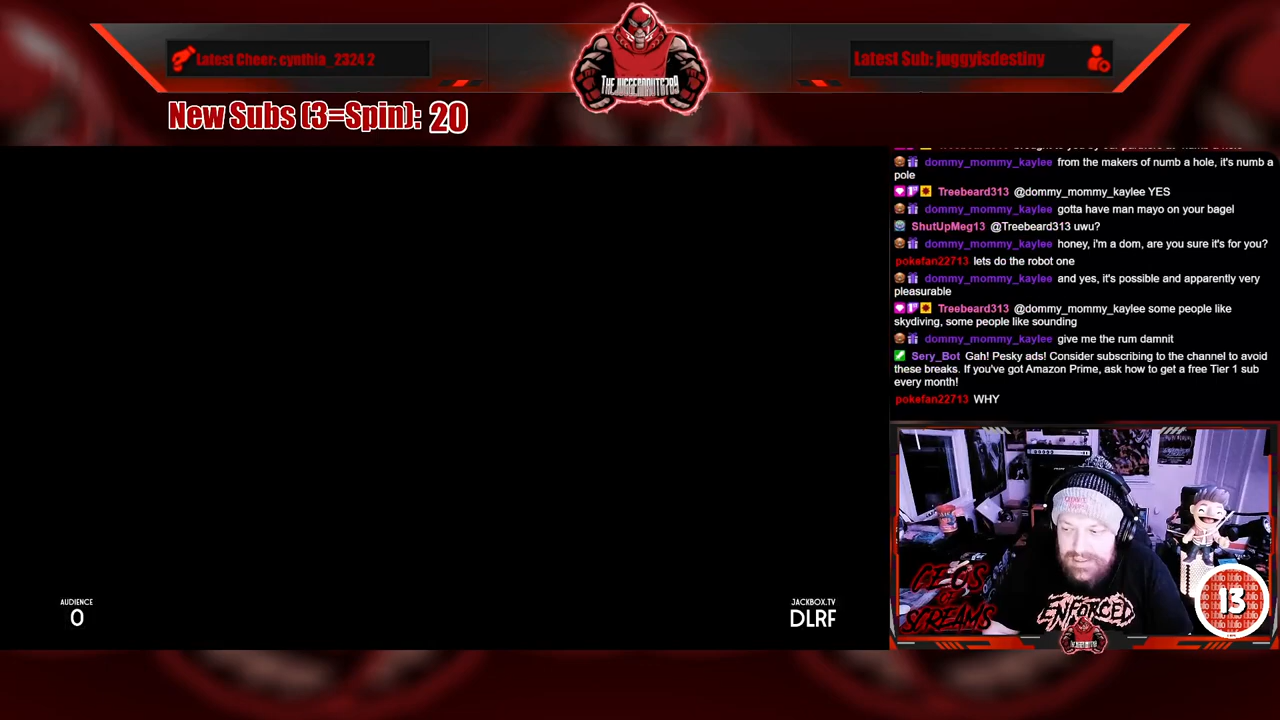 Latest Cheer: cynthia_2324 2
THEJUGGERNAUT6789
Latest Sub: juggyisdestiny
New Subs (3=Spin): 20
dommy_mommy_kaylee from the makers of numb a hole, it's numb a
pole
Treebeard313 @dommy_mommy_kaylee YES
dommy_mommy_kaylee gotta have man mayo on your bagel
ShutUpMeg13 @Treebeard313 uwu?
dommy_mommy_kaylee honey, i'm a dom, are you sure it's for you?
pokefan22713 lets do the robot one
dommy_mommy_kaylee and yes, it's possible and apparently very
pleasurable
Treebeard313 @dommy_mommy_kaylee some people like
skydiving, some people like sounding
dommy_mommy_kaylee give me the rum damnit
Sery_Bot Gah! Pesky ads! Consider subscribing to the channel to avoid
these breaks. If you've got Amazon Prime, ask how to get a free Tier 1 sub
every month!
pokefan22713 WHY
AUDIENCE
0
JACKBOX.TV
DLRF
SCREAMS
ENFORCED
13